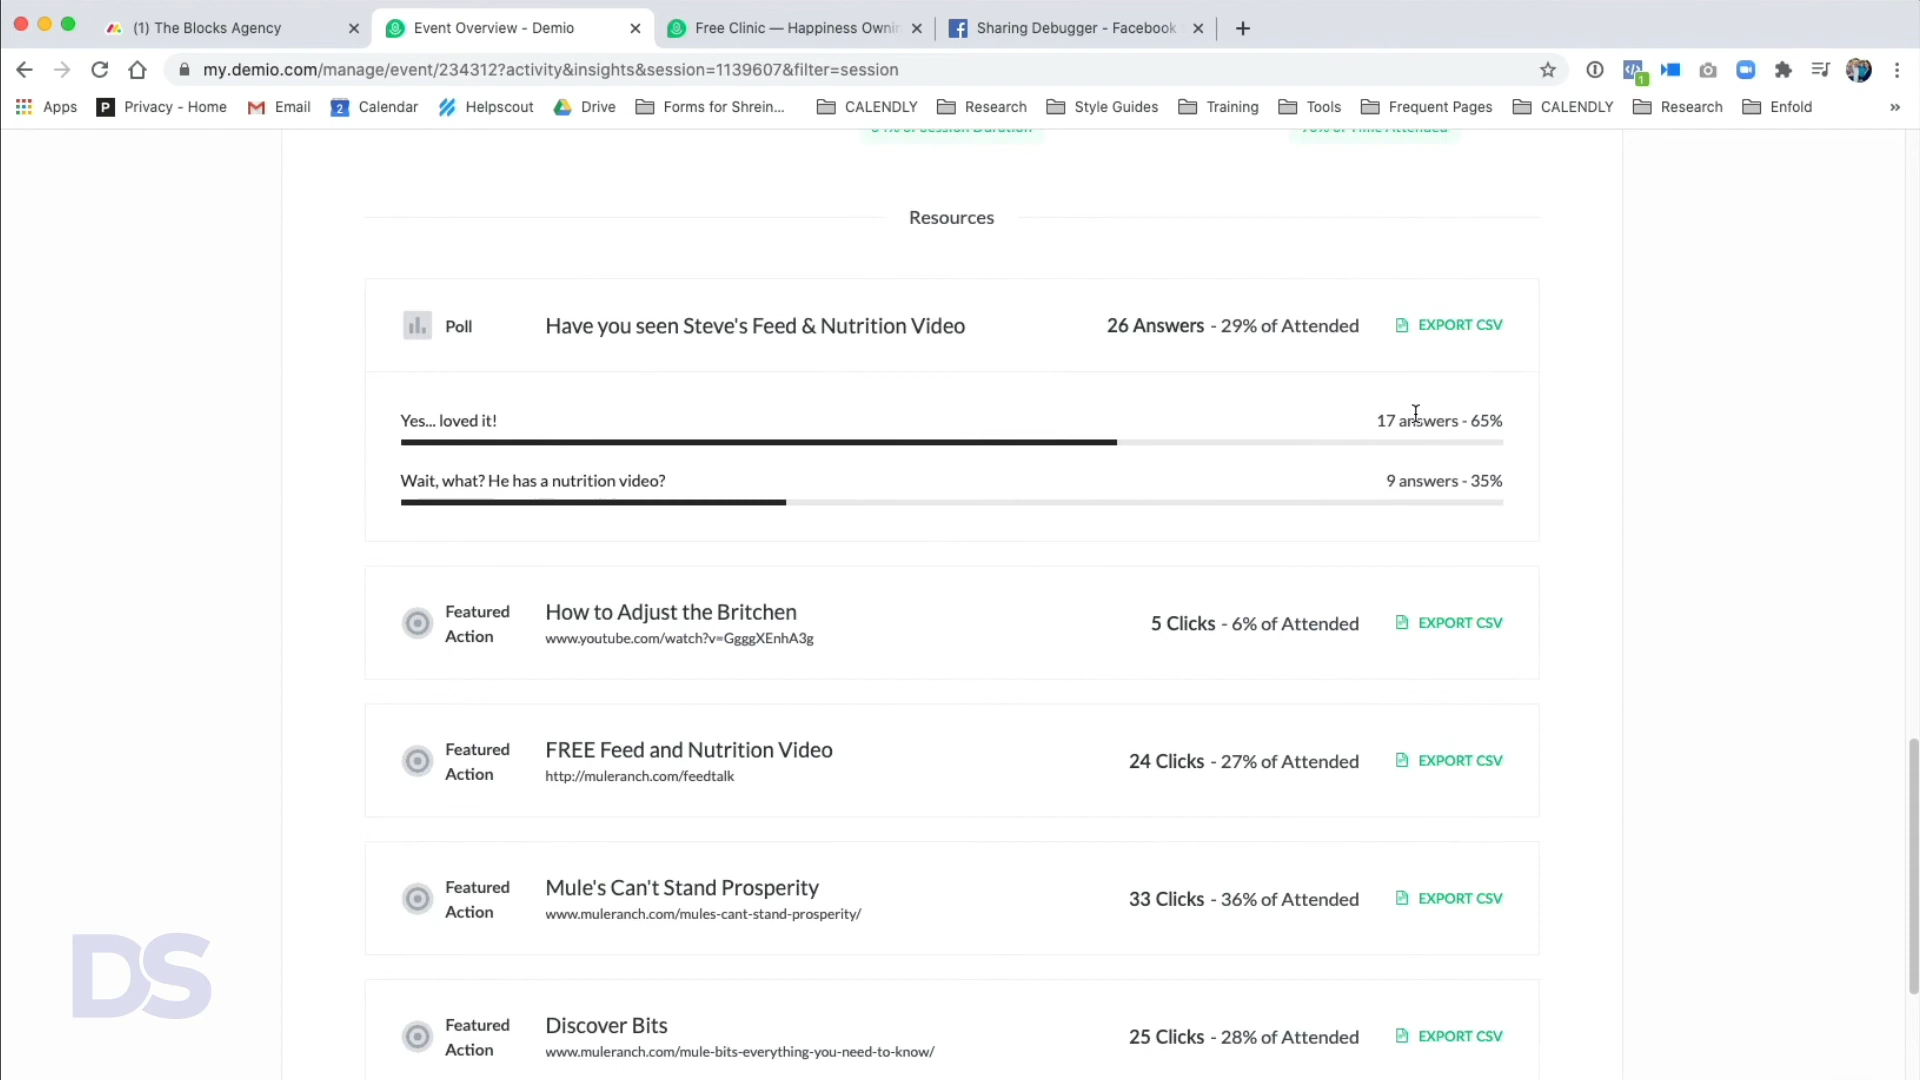 (1) The Blocks Agency
Event Overview - Demio
Free Clinic — Happiness Ownin
Sharing Debugger - Facebook
my.demio.com/manage/event/234312?activity&insights&session=1139607&filter=session
1
Apps
P Privacy - Home
Email
2 Calendar
Helpscout
Drive
Forms for Shrein...
CALENDLY
Research
Style Guides
Training
Tools
Frequent Pages
CALENDLY
Research
Enfold
»
Resources
Poll
Have you seen Steve's Feed & Nutrition Video
26 Answers - 29% of Attended
EXPORT CSV
Yes... loved it!
17 answers - 65%
Wait, what? He has a nutrition video?
9 answers - 35%
Featured
Action
How to Adjust the Britchen
www.youtube.com/watch?v=GgggXEnhA3g
5 Clicks - 6% of Attended
EXPORT CSV
Featured
Action
FREE Feed and Nutrition Video
http://muleranch.com/feedtalk
24 Clicks - 27% of Attended
EXPORT CSV
Featured
Action
Mule's Can't Stand Prosperity
www.muleranch.com/mules-cant-stand-prosperity/
33 Clicks - 36% of Attended
EXPORT CSV
Featured
Action
Discover Bits
www.muleranch.com/mule-bits-everything-you-need-to-know/
25 Clicks - 28% of Attended
EXPORT CSV
DS